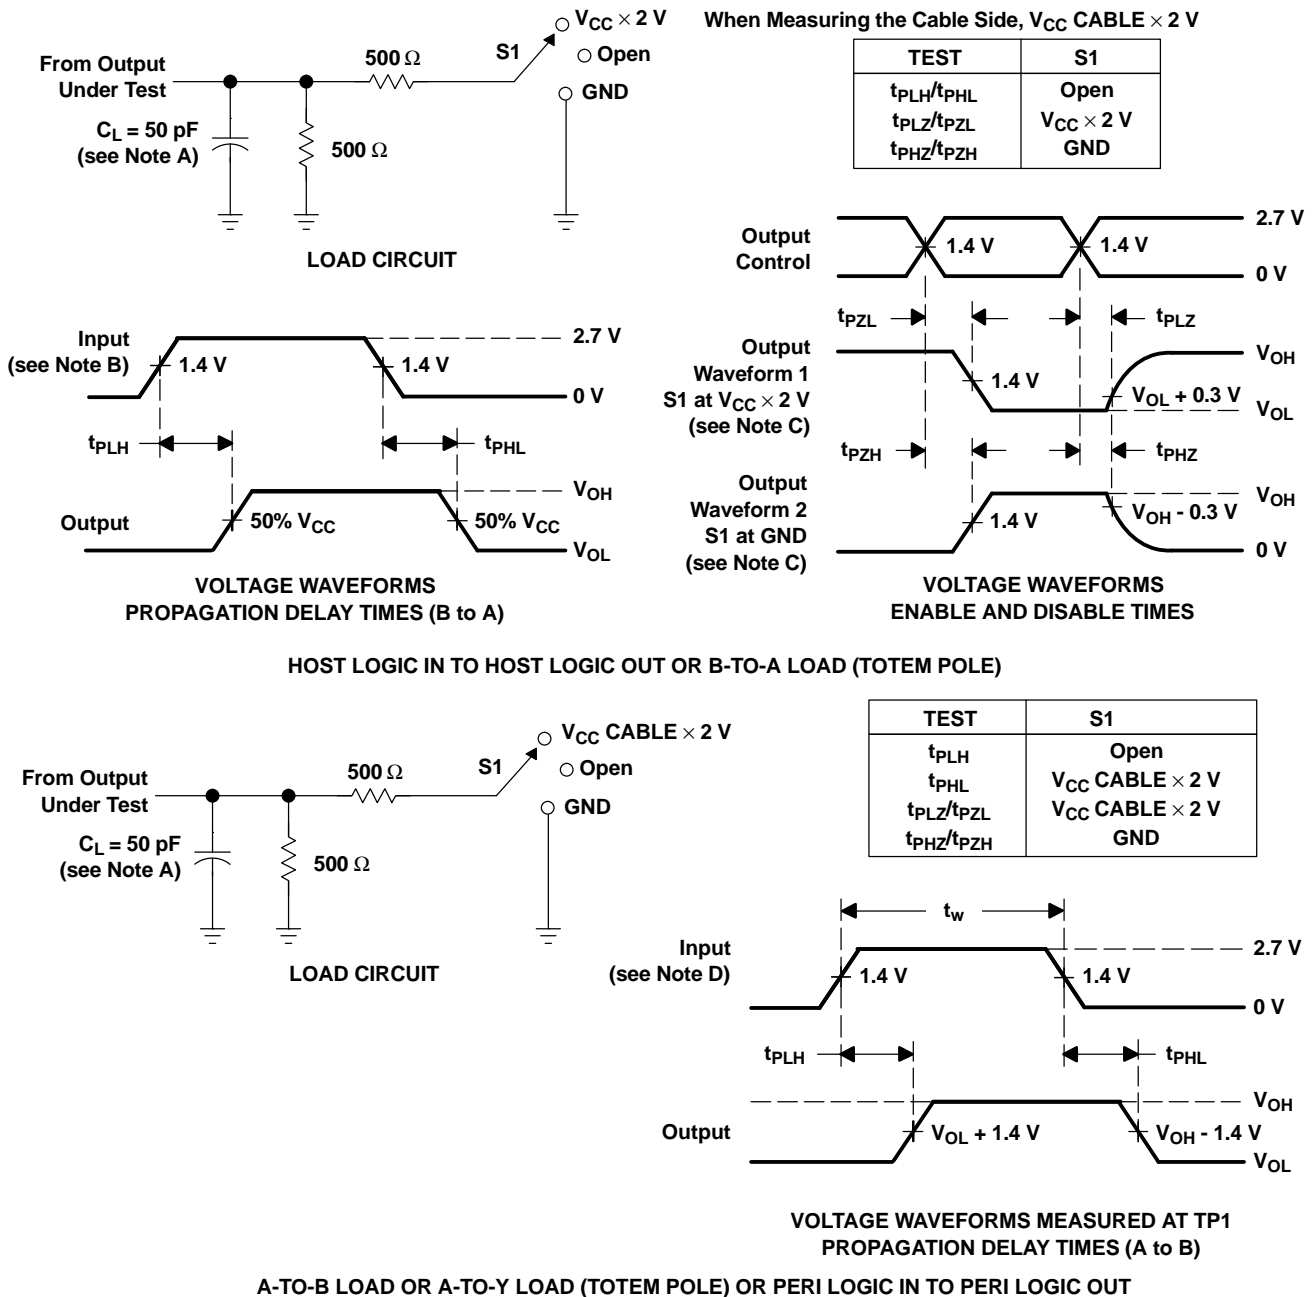 V_CC × 2 V
S1
Open
GND
500 Ω
From Output
Under Test
C_L = 50 pF
(see Note A)
500 Ω
LOAD CIRCUIT
When Measuring the Cable Side, V_CC CABLE × 2 V
TEST S1
t_PLH/t_PHL Open
t_PLZ/t_PZL V_CC × 2 V
t_PHZ/t_PZH GND
Input
(see Note B)
1.4 V
1.4 V
2.7 V
0 V
t_PLH
t_PHL
Output
50% V_CC
50% V_CC
V_OH
V_OL
VOLTAGE WAVEFORMS
PROPAGATION DELAY TIMES (B to A)
Output
Control
1.4 V
1.4 V
2.7 V
0 V
t_PZL
t_PLZ
Output
Waveform 1
S1 at V_CC × 2 V
(see Note C)
1.4 V
V_OL + 0.3 V
V_OH
V_OL
t_PZH
t_PHZ
Output
Waveform 2
S1 at GND
(see Note C)
1.4 V
V_OH - 0.3 V
V_OH
0 V
VOLTAGE WAVEFORMS
ENABLE AND DISABLE TIMES
HOST LOGIC IN TO HOST LOGIC OUT OR B-TO-A LOAD (TOTEM POLE)
V_CC CABLE × 2 V
S1
Open
GND
500 Ω
From Output
Under Test
C_L = 50 pF
(see Note A)
500 Ω
LOAD CIRCUIT
TEST S1
t_PLH Open
t_PHL V_CC CABLE × 2 V
t_PLZ/t_PZL V_CC CABLE × 2 V
t_PHZ/t_PZH GND
t_w
Input
(see Note D)
1.4 V
1.4 V
2.7 V
0 V
t_PLH
t_PHL
Output
V_OL + 1.4 V
V_OH - 1.4 V
V_OH
V_OL
VOLTAGE WAVEFORMS MEASURED AT TP1
PROPAGATION DELAY TIMES (A to B)
A-TO-B LOAD OR A-TO-Y LOAD (TOTEM POLE) OR PERI LOGIC IN TO PERI LOGIC OUT